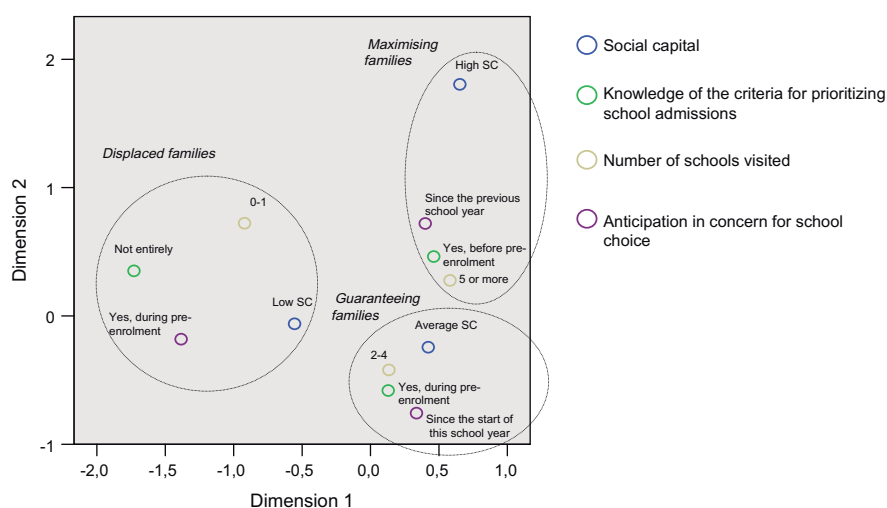 Maximising
families
High SC
Displaced families
0-1
Since the previous
school year
Not entirely
Yes, before pre-
enrolment
5 or more
Guaranteeing
families
Low SC
Yes, during pre-
enrolment
Average SC
2-4
Yes, during pre-
enrolment
Since the start of
this school year
2
1
0
-1
Dimension 2
-2,0
-1,5
-1,0
-0,5
0,0
0,5
1,0
Dimension 1
Social capital
Knowledge of the criteria for prioritizing
school admissions
Number of schools visited
Anticipation in concern for school
choice